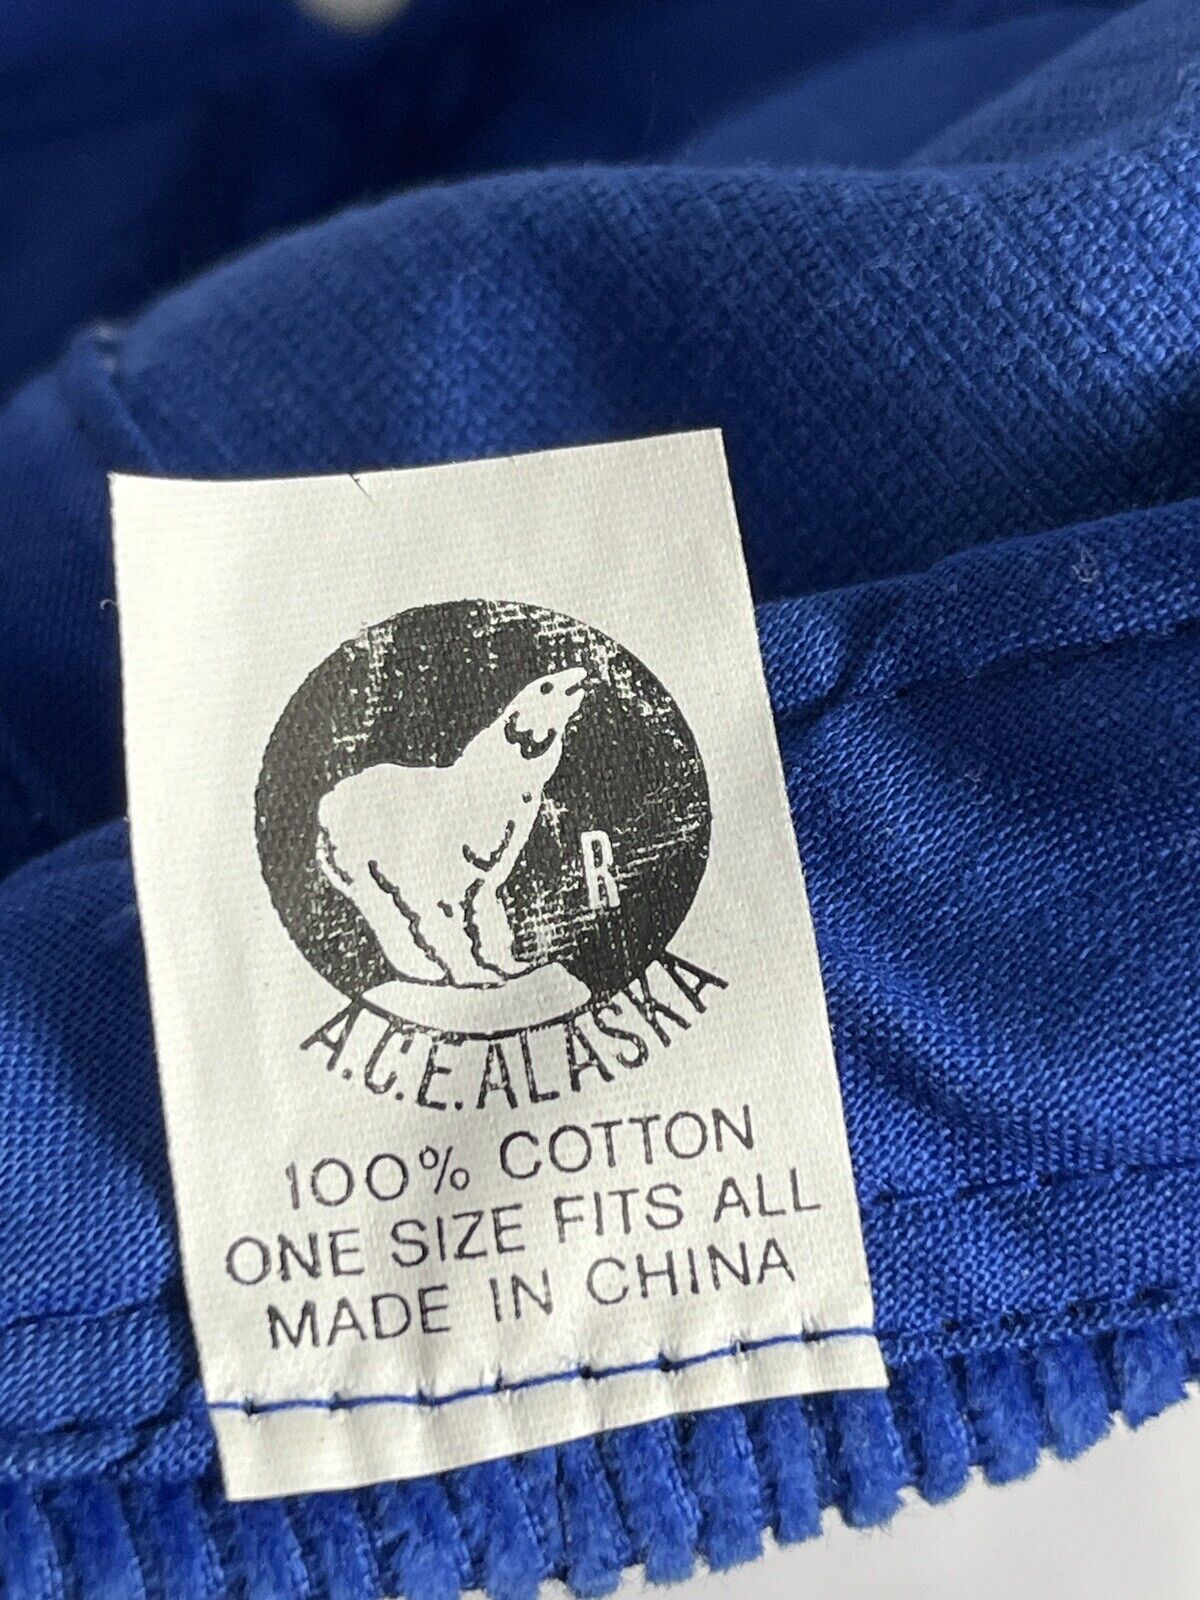 R
A.C.E. ALASKA
100% COTTON
ONE SIZE FITS ALL
MADE IN CHINA